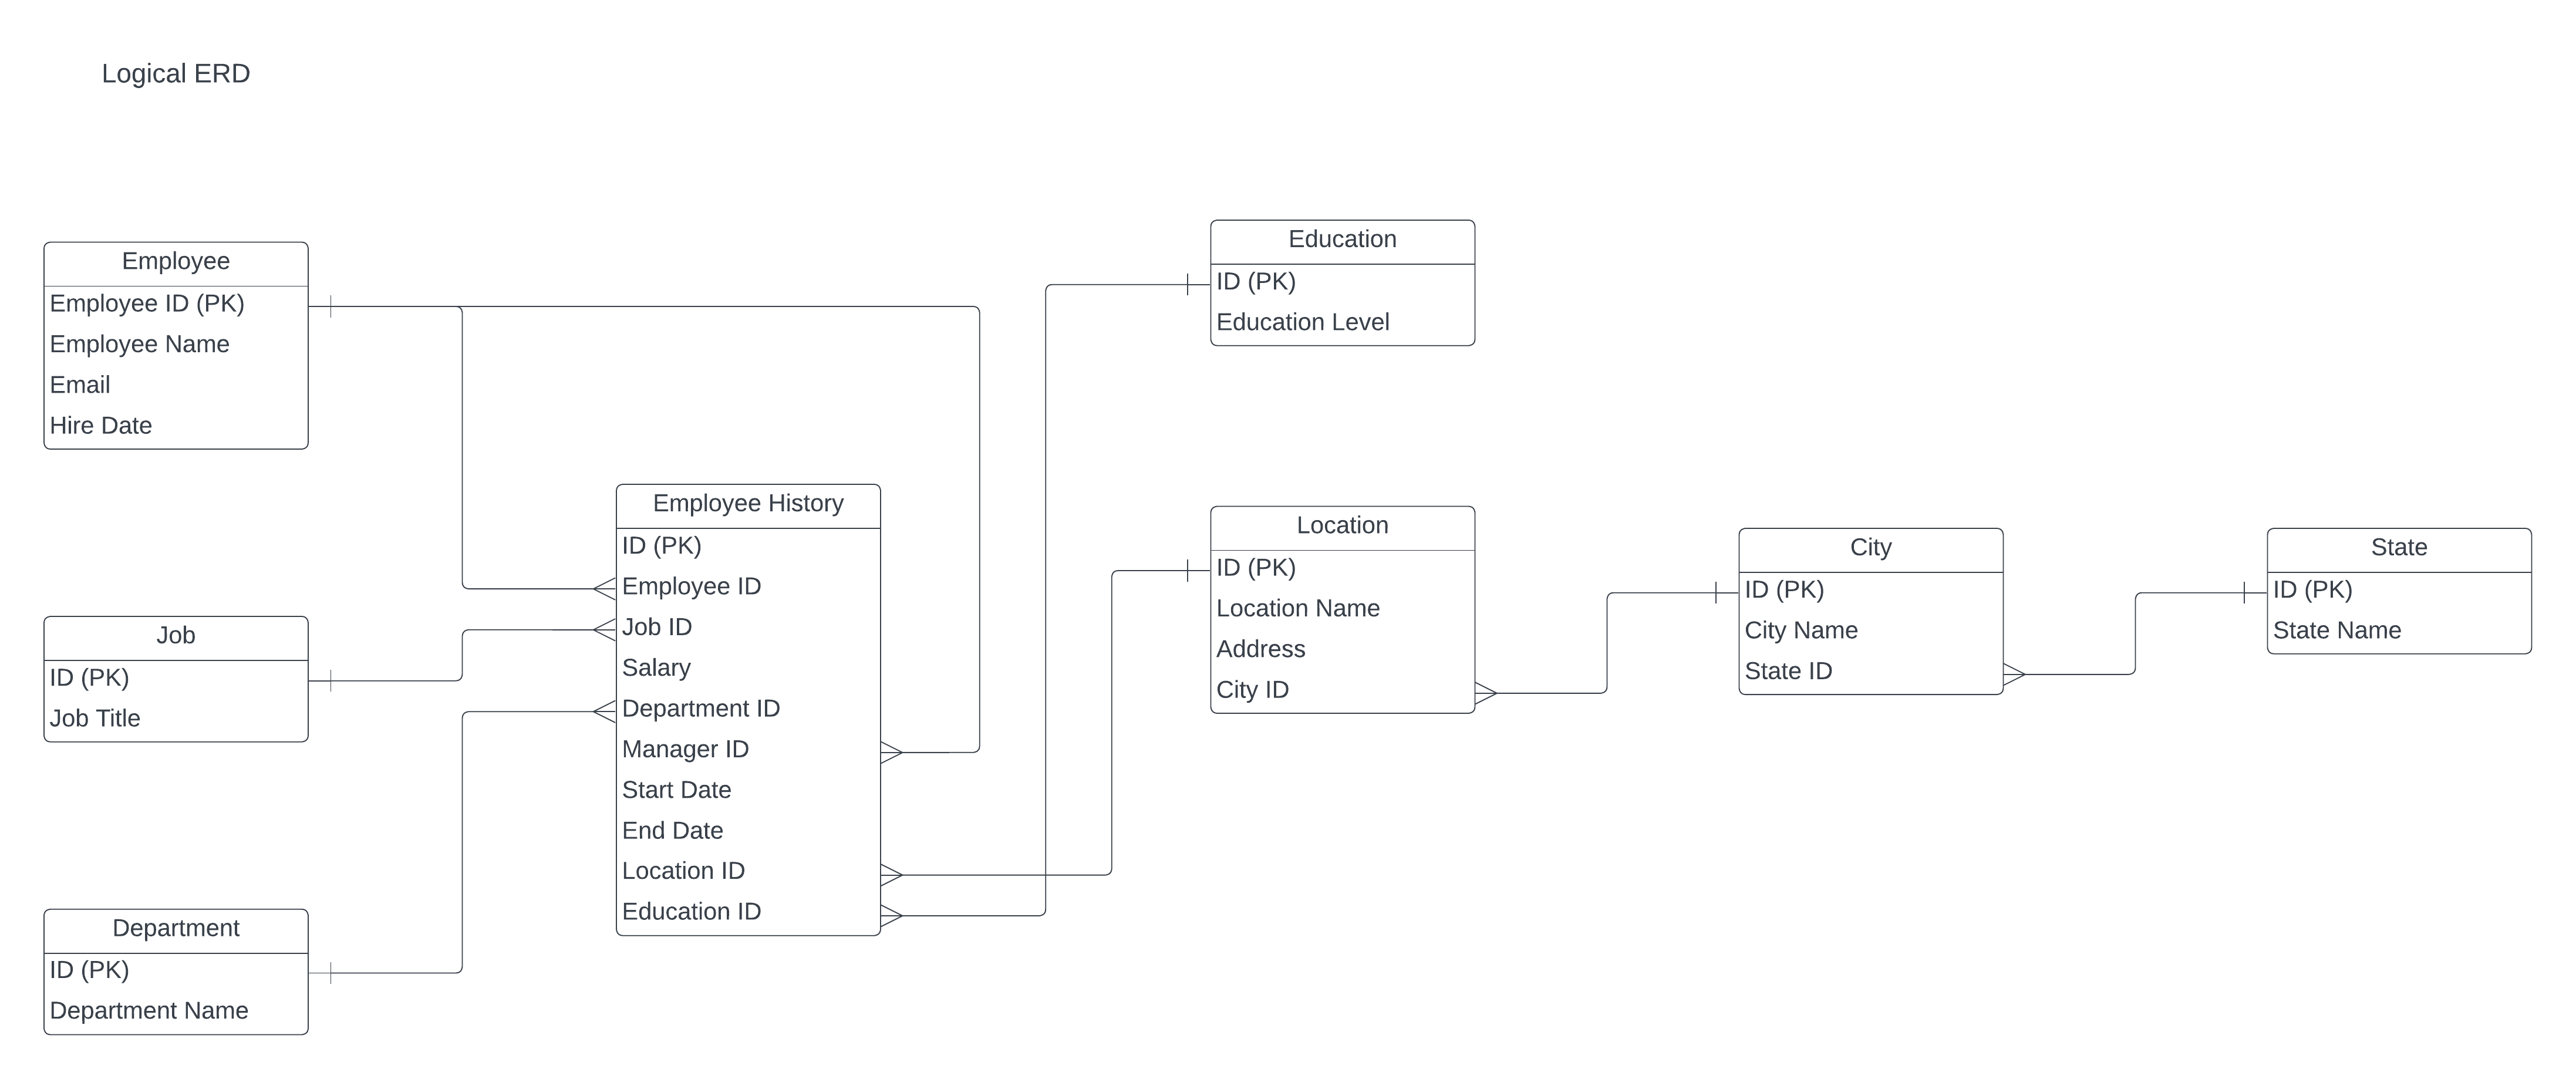 Logical ERD
Employee
Employee ID (PK)
Employee Name
Email
Hire Date
Job
ID (PK)
Job Title
Department
ID (PK)
Department Name
Employee History
ID (PK)
Employee ID
Job ID
Salary
Department ID
Manager ID
Start Date
End Date
Location ID
Education ID
Education
ID (PK)
Education Level
Location
ID (PK)
Location Name
Address
City ID
City
ID (PK)
City Name
State ID
State
ID (PK)
State Name